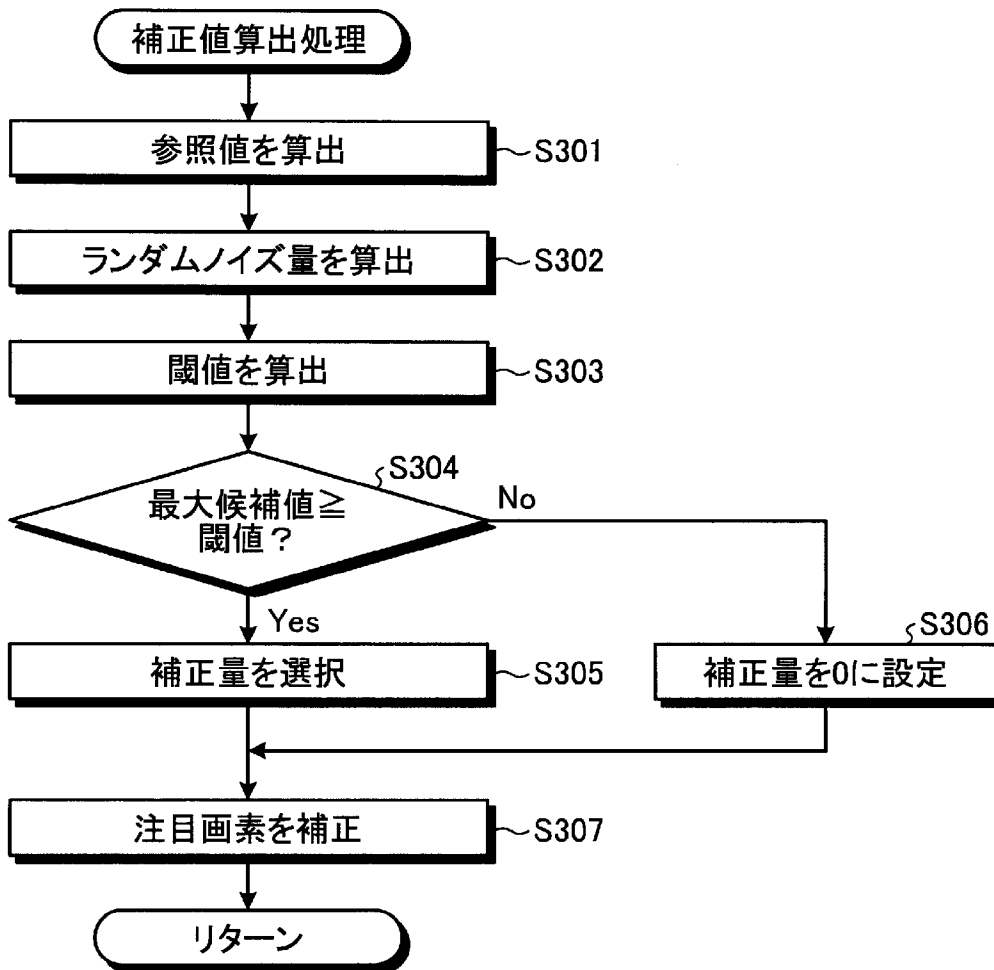 補正値算出処理
参照値を算出
S301
ランダムノイズ量を算出
S302
閾値を算出
S303
S304
最大候補値≧
閾値？
No
Yes
S306
補正量を選択
S305
補正量を0に設定
注目画素を補正
S307
リターン